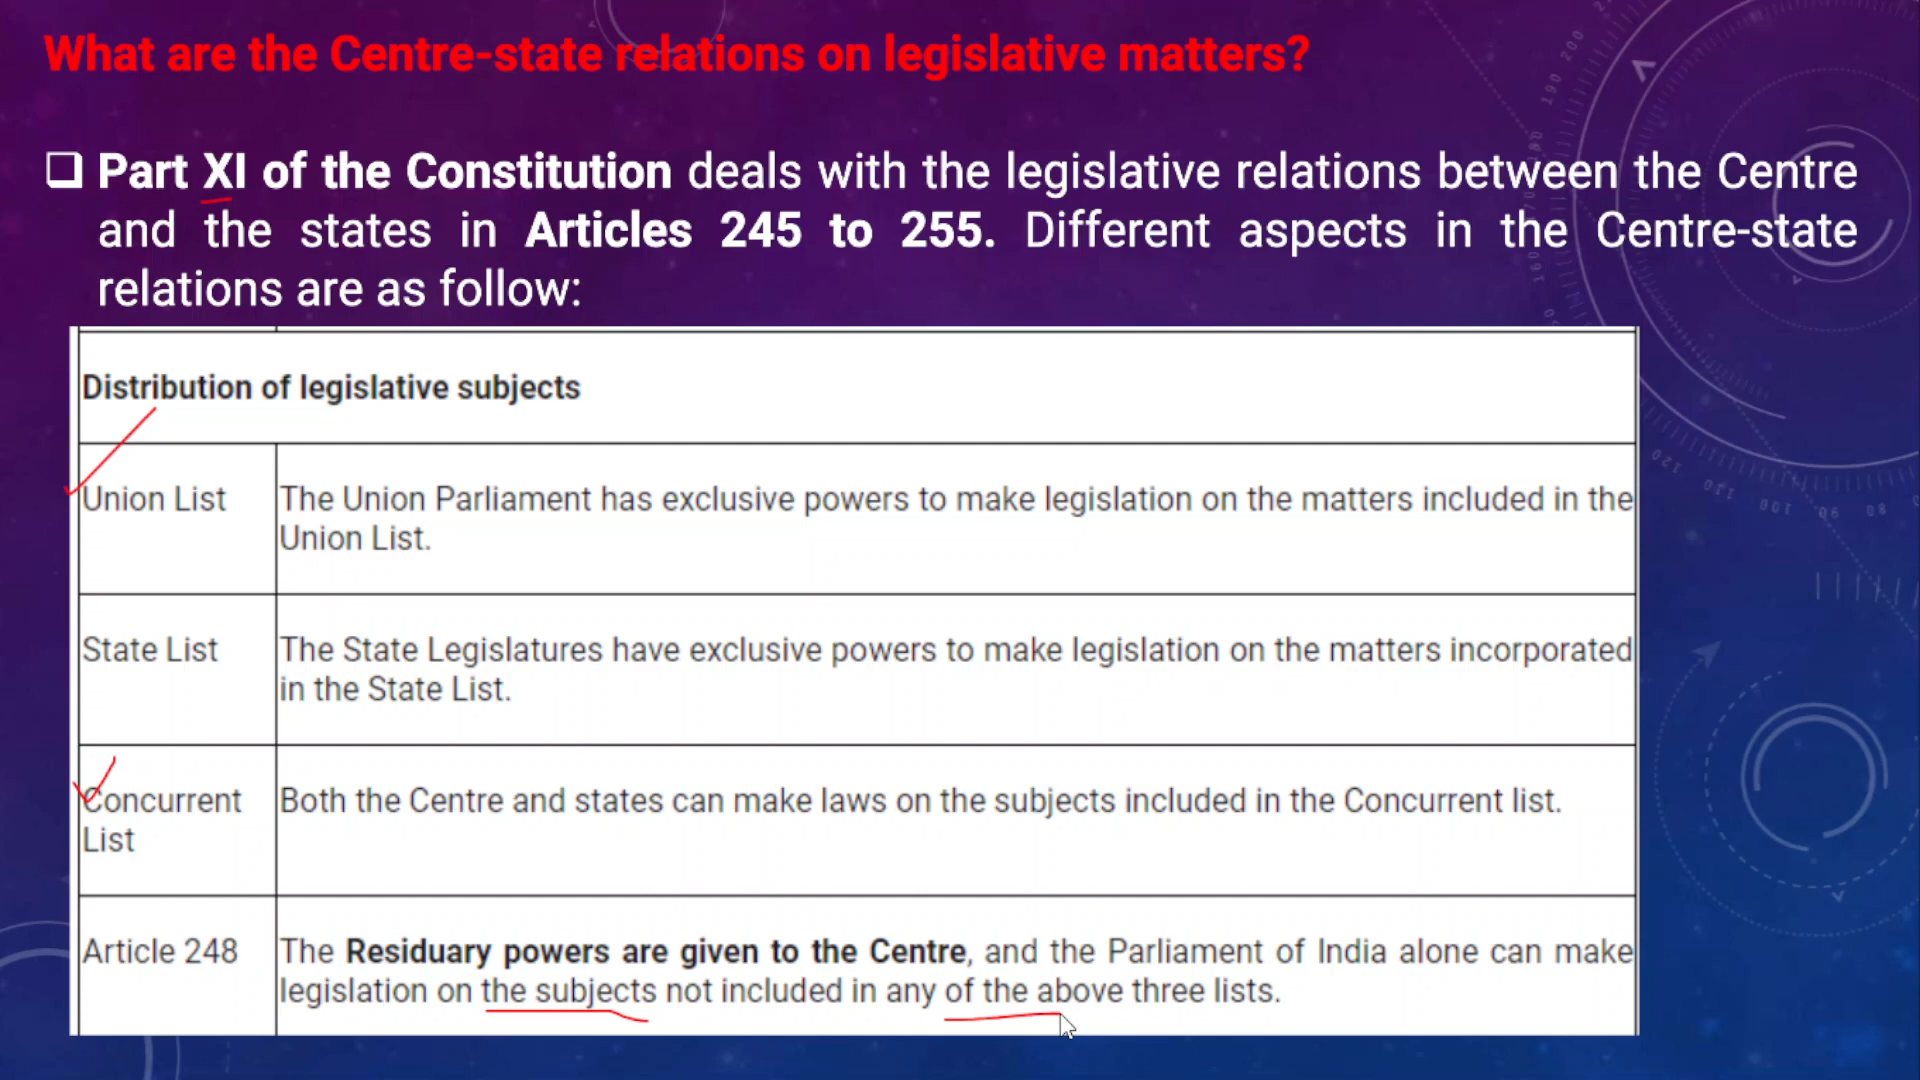 What are the Centre-state relations on legislative matters?
❑ Part XI of the Constitution deals with the legislative relations between the Centre
and the states in Articles 245 to 255. Different aspects in the Centre-state
relations are as follow:
Distribution of legislative subjects
Union List
The Union Parliament has exclusive powers to make legislation on the matters included in the
Union List.
State List
The State Legislatures have exclusive powers to make legislation on the matters incorporated
in the State List.
Concurrent
List
Both the Centre and states can make laws on the subjects included in the Concurrent list.
Article 248
The Residuary powers are given to the Centre, and the Parliament of India alone can make
legislation on the subjects not included in any of the above three lists.